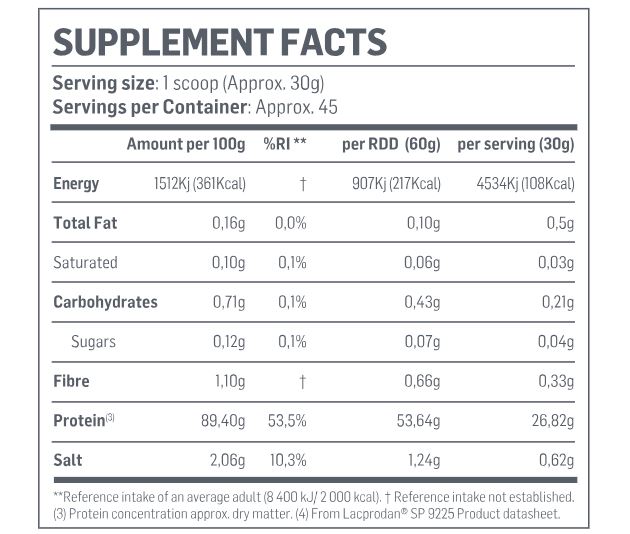 SUPPLEMENT FACTS
Serving size: 1 scoop (Approx. 30g)
Servings per Container: Approx. 45
Amount per 100g %RI ** per RDD (60g) per serving (30g)
Energy 1512Kj (361Kcal) † 907Kj (217Kcal) 4534Kj (108Kcal)
Total Fat 0,16g 0,0% 0,10g 0,5g
Saturated 0,10g 0,1% 0,06g 0,03g
Carbohydrates 0,71g 0,1% 0,43g 0,21g
Sugars 0,12g 0,1% 0,07g 0,04g
Fibre 1,10g † 0,66g 0,33g
Protein(3) 89,40g 53,5% 53,64g 26,82g
Salt 2,06g 10,3% 1,24g 0,62g
**Reference intake of an average adult (8 400 kJ/ 2 000 kcal). † Reference intake not established.
(3) Protein concentration approx. dry matter. (4) From Lacprodan® SP 9225 Product datasheet.